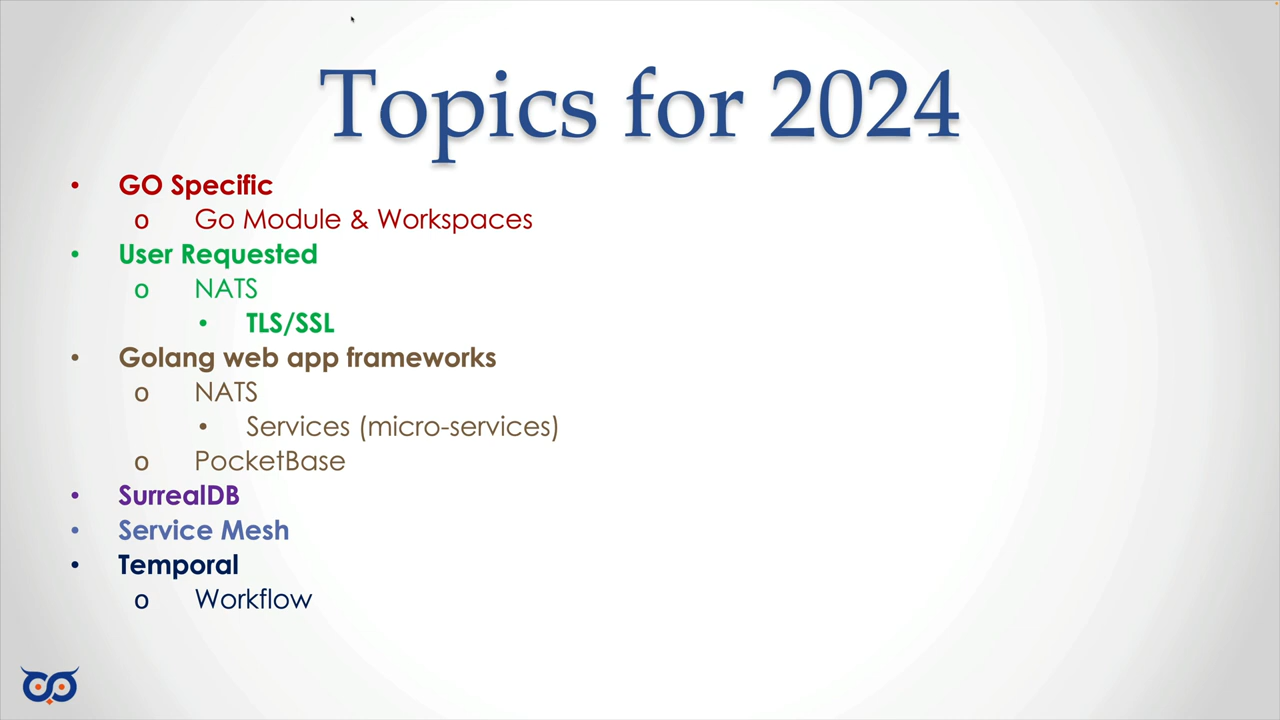 Topics for 2024
• GO Specific
o Go Module & Workspaces
• User Requested
o NATS
• TLS/SSL
• Golang web app frameworks
o NATS
• Services (micro-services)
o PocketBase
• SurrealDB
• Service Mesh
• Temporal
o Workflow